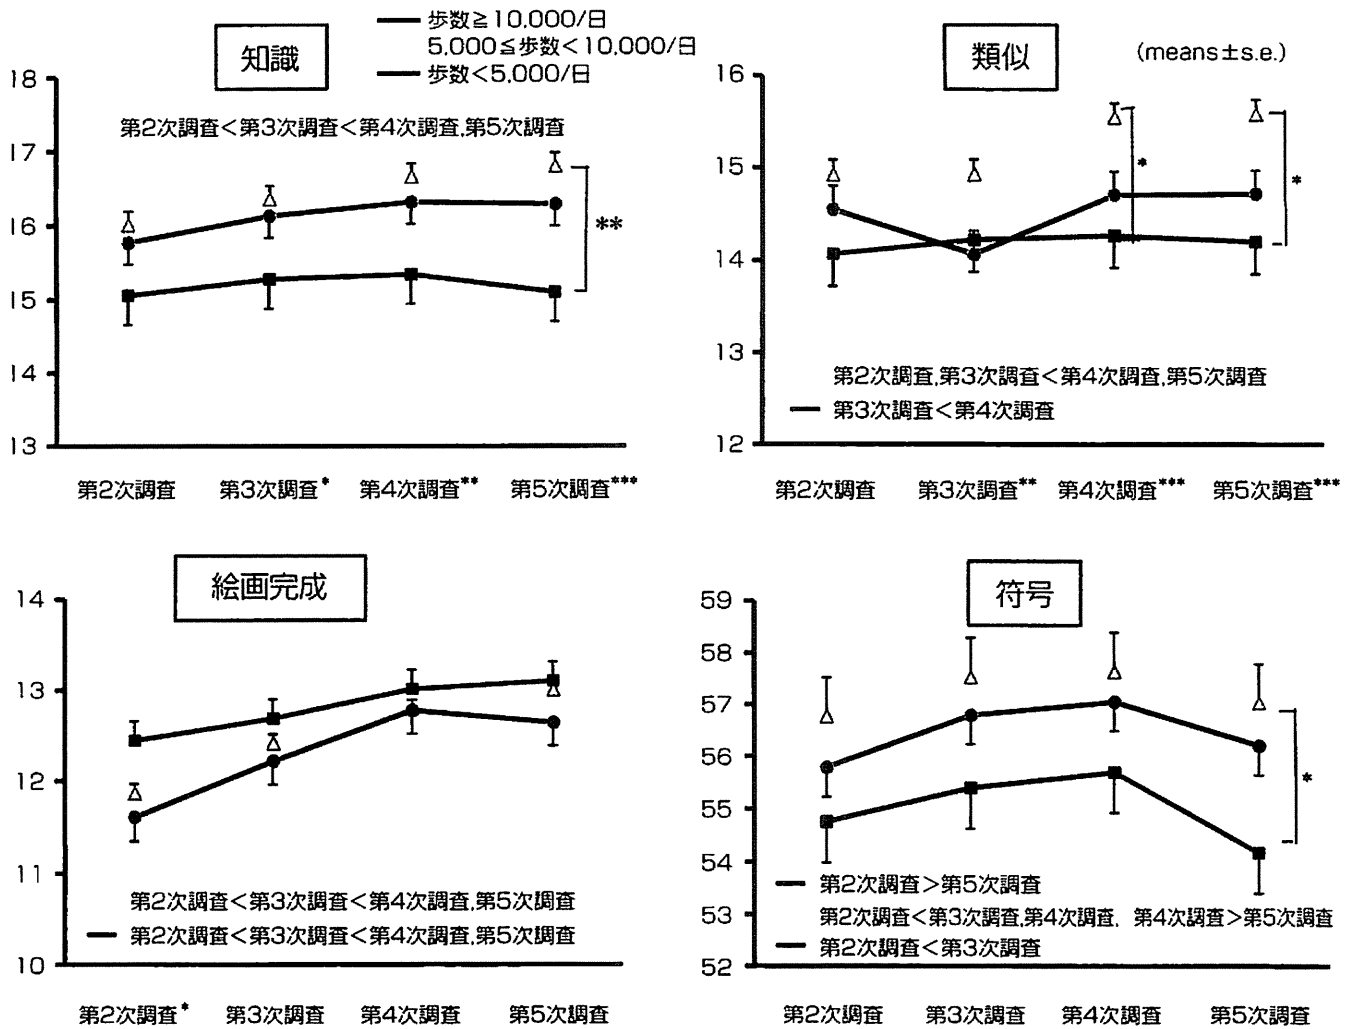 歩数≧10,000/日
5,000≦歩数<10,000/日
歩数<5,000/日
知識
18
17
16
15
14
13
第2次調査<第3次調査<第4次調査,第5次調査
**
第2次調査 第3次調査* 第4次調査** 第5次調査***
類似
(means±s.e.)
16
15
14
13
12
*
*
第2次調査,第3次調査<第4次調査,第5次調査
第3次調査<第4次調査
第2次調査 第3次調査** 第4次調査*** 第5次調査***
絵画完成
14
13
12
11
10
第2次調査<第3次調査<第4次調査,第5次調査
第2次調査<第3次調査<第4次調査,第5次調査
第2次調査* 第3次調査 第4次調査 第5次調査
符号
59
58
57
56
55
54
53
52
*
第2次調査>第5次調査
第2次調査<第3次調査,第4次調査, 第4次調査>第5次調査
第2次調査<第3次調査
第2次調査 第3次調査 第4次調査 第5次調査